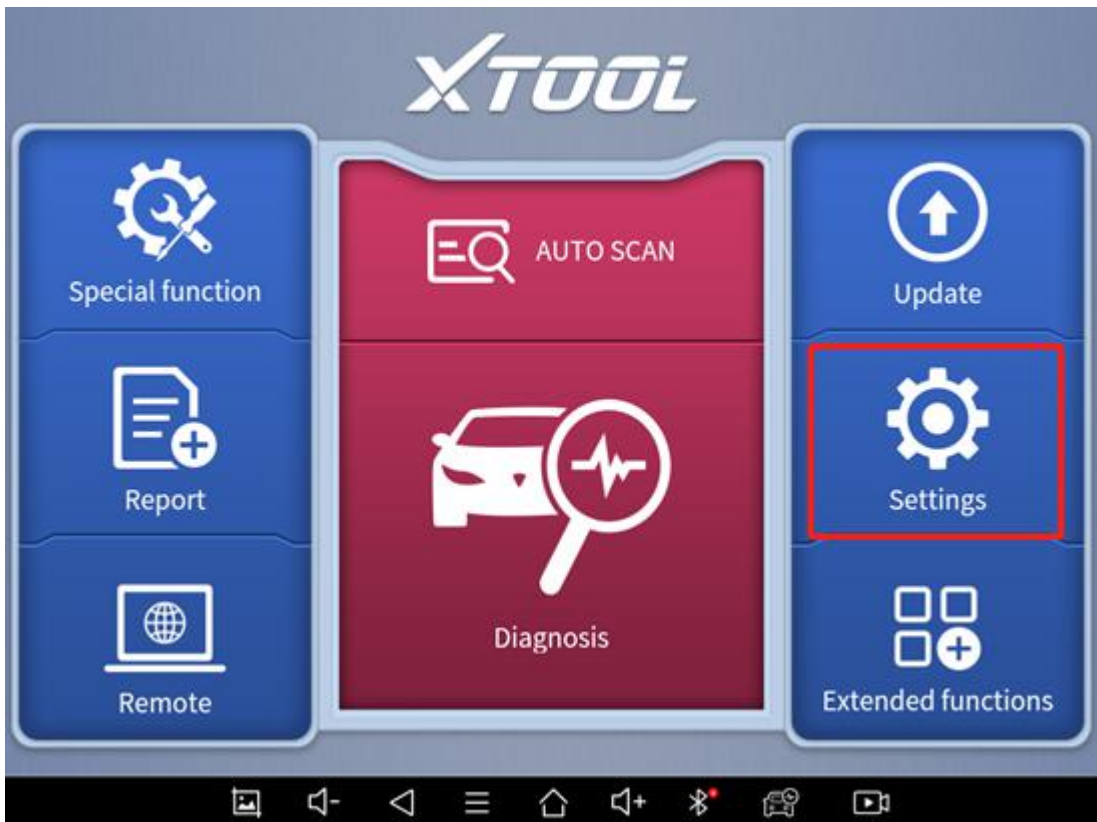 XTOOL
Special function
AUTO SCAN
Update
Report
Settings
Diagnosis
Remote
Extended functions